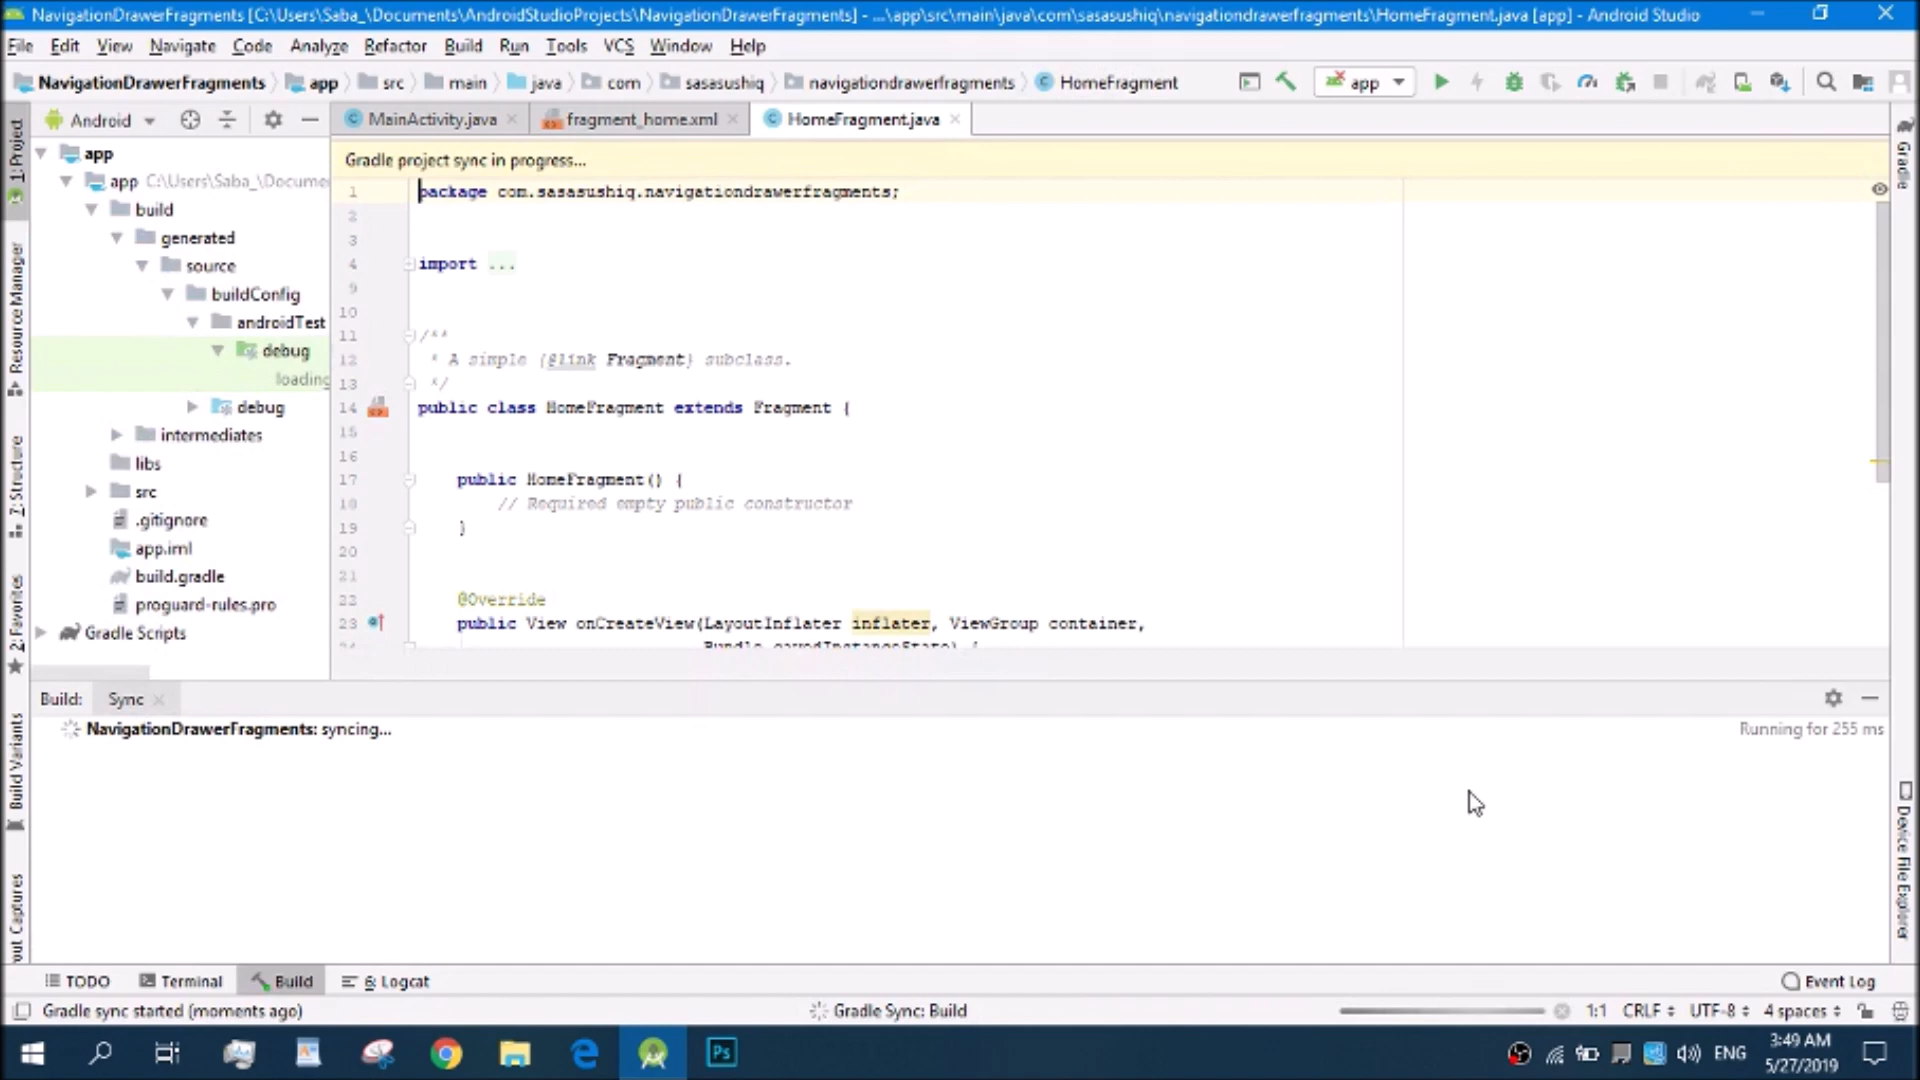 NavigationDrawerFragments [C:\Users\Saba_\Documents\AndroidStudioProjects\NavigationDrawerFragments] - ...\app\src\main\java\com\sasasushiq\navigationdrawerfragments\HomeFragment.java [app] - Android Studio
File Edit View Navigate Code Analyze Refactor Build Run Tools VCS Window Help
NavigationDrawerFragments app src main java com sasasushiq navigationdrawerfragments HomeFragment app
Android MainActivity.java fragment_home.xml HomeFragment.java
Gradle project sync in progress...
app
app C:\Users\Saba_\Docume
build
generated
source
buildConfig
androidTest
debug
loading
debug
intermediates
libs
src
.gitignore
app.iml
build.gradle
proguard-rules.pro
Gradle Scripts
1 package com.sasasushiq.navigationdrawerfragments;
2
3
4 import ...
9
10
11 /**
12 * A simple {@link Fragment} subclass.
13 */
14 public class HomeFragment extends Fragment {
15
16
17 public HomeFragment() {
18 // Required empty public constructor
19 }
20
21
22 @Override
23 public View onCreateView(LayoutInflater inflater, ViewGroup container,
24 Bundle savedInstanceState) {
1: Project
Resource Manager
7: Structure
2: Favorites
Build Variants
out Captures
Gradle
Device File Explorer
Build: Sync
NavigationDrawerFragments: syncing... Running for 255 ms
TODO Terminal Build 6: Logcat Event Log
Gradle sync started (moments ago) Gradle Sync: Build 1:1 CRLF UTF-8 4 spaces
Ps ENG 3:49 AM
5/27/2019